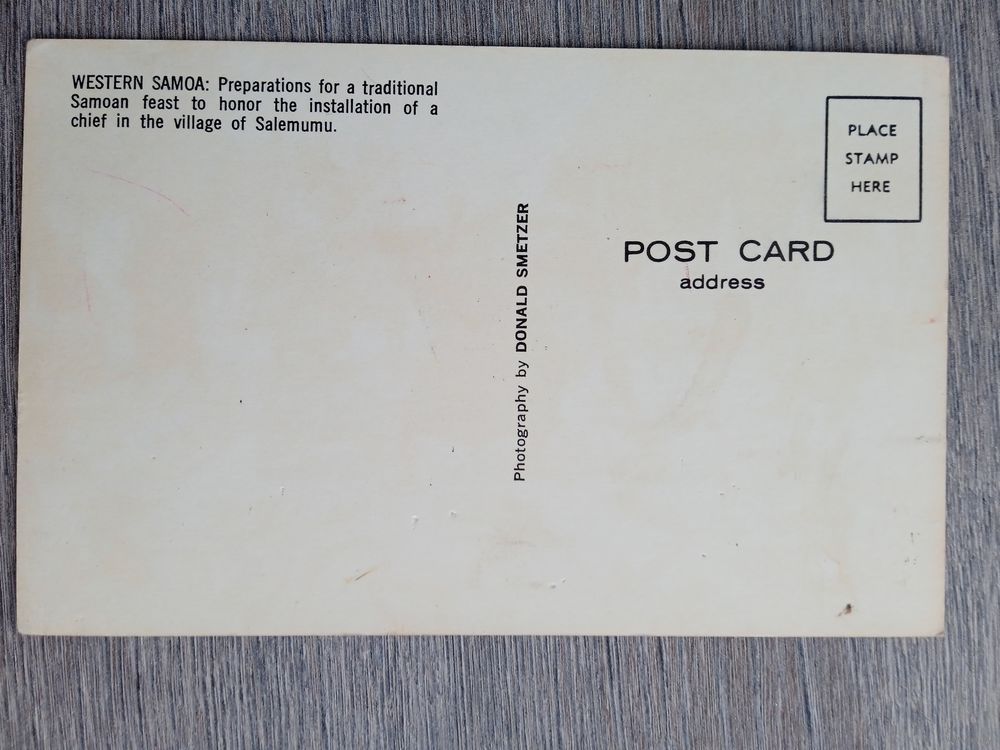 WESTERN SAMOA: Preparations for a traditional
Samoan feast to honor the installation of a
chief in the village of Salemumu.
Photography by DONALD SMETZER
PLACE
STAMP
HERE
POST CARD
address